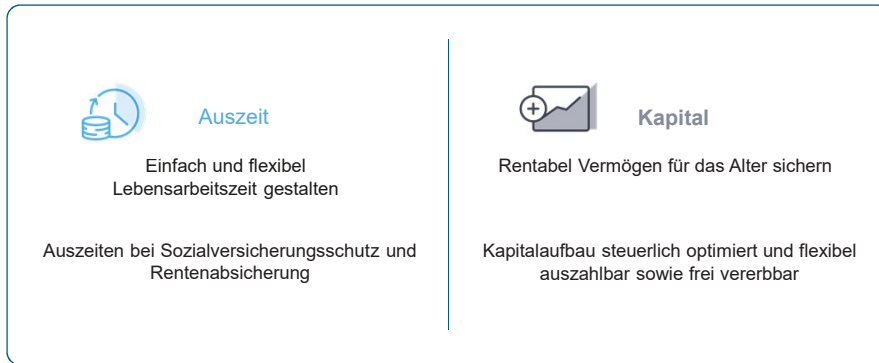 Auszeit
Einfach und flexibel
Lebensarbeitszeit gestalten
Auszeiten bei Sozialversicherungsschutz und
Rentenabsicherung
Kapital
Rentabel Vermögen für das Alter sichern
Kapitalaufbau steuerlich optimiert und flexibel
auszahlbar sowie frei vererbbar